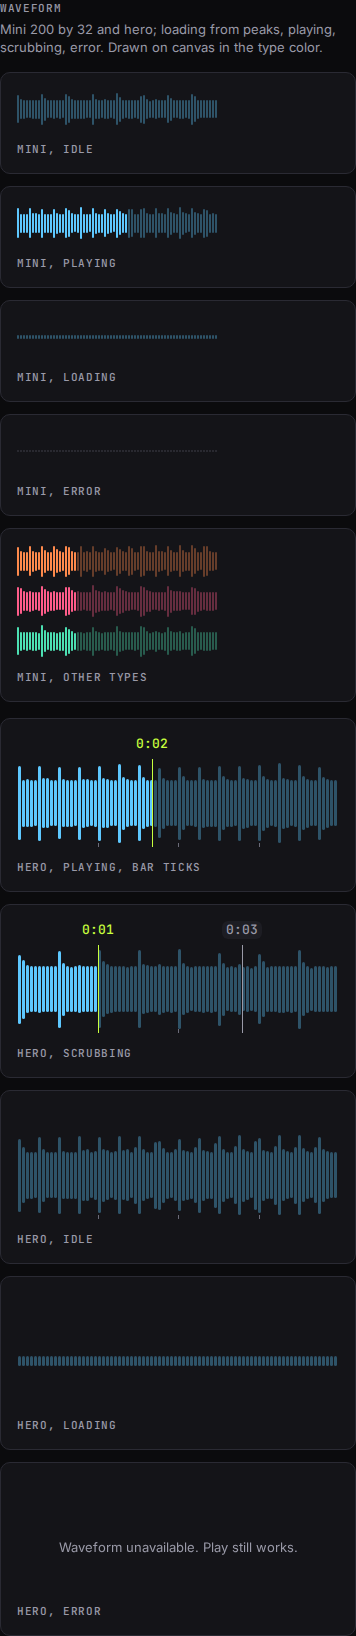 WAVEFORM
Mini 200 by 32 and hero; loading from peaks, playing,
scrubbing, error. Drawn on canvas in the type color.
MINI, IDLE
MINI, PLAYING
MINI, LOADING
MINI, ERROR
MINI, OTHER TYPES
0:02
HERO, PLAYING, BAR TICKS
0:01 0:03
HERO, SCRUBBING
HERO, IDLE
HERO, LOADING
Waveform unavailable. Play still works.
HERO, ERROR